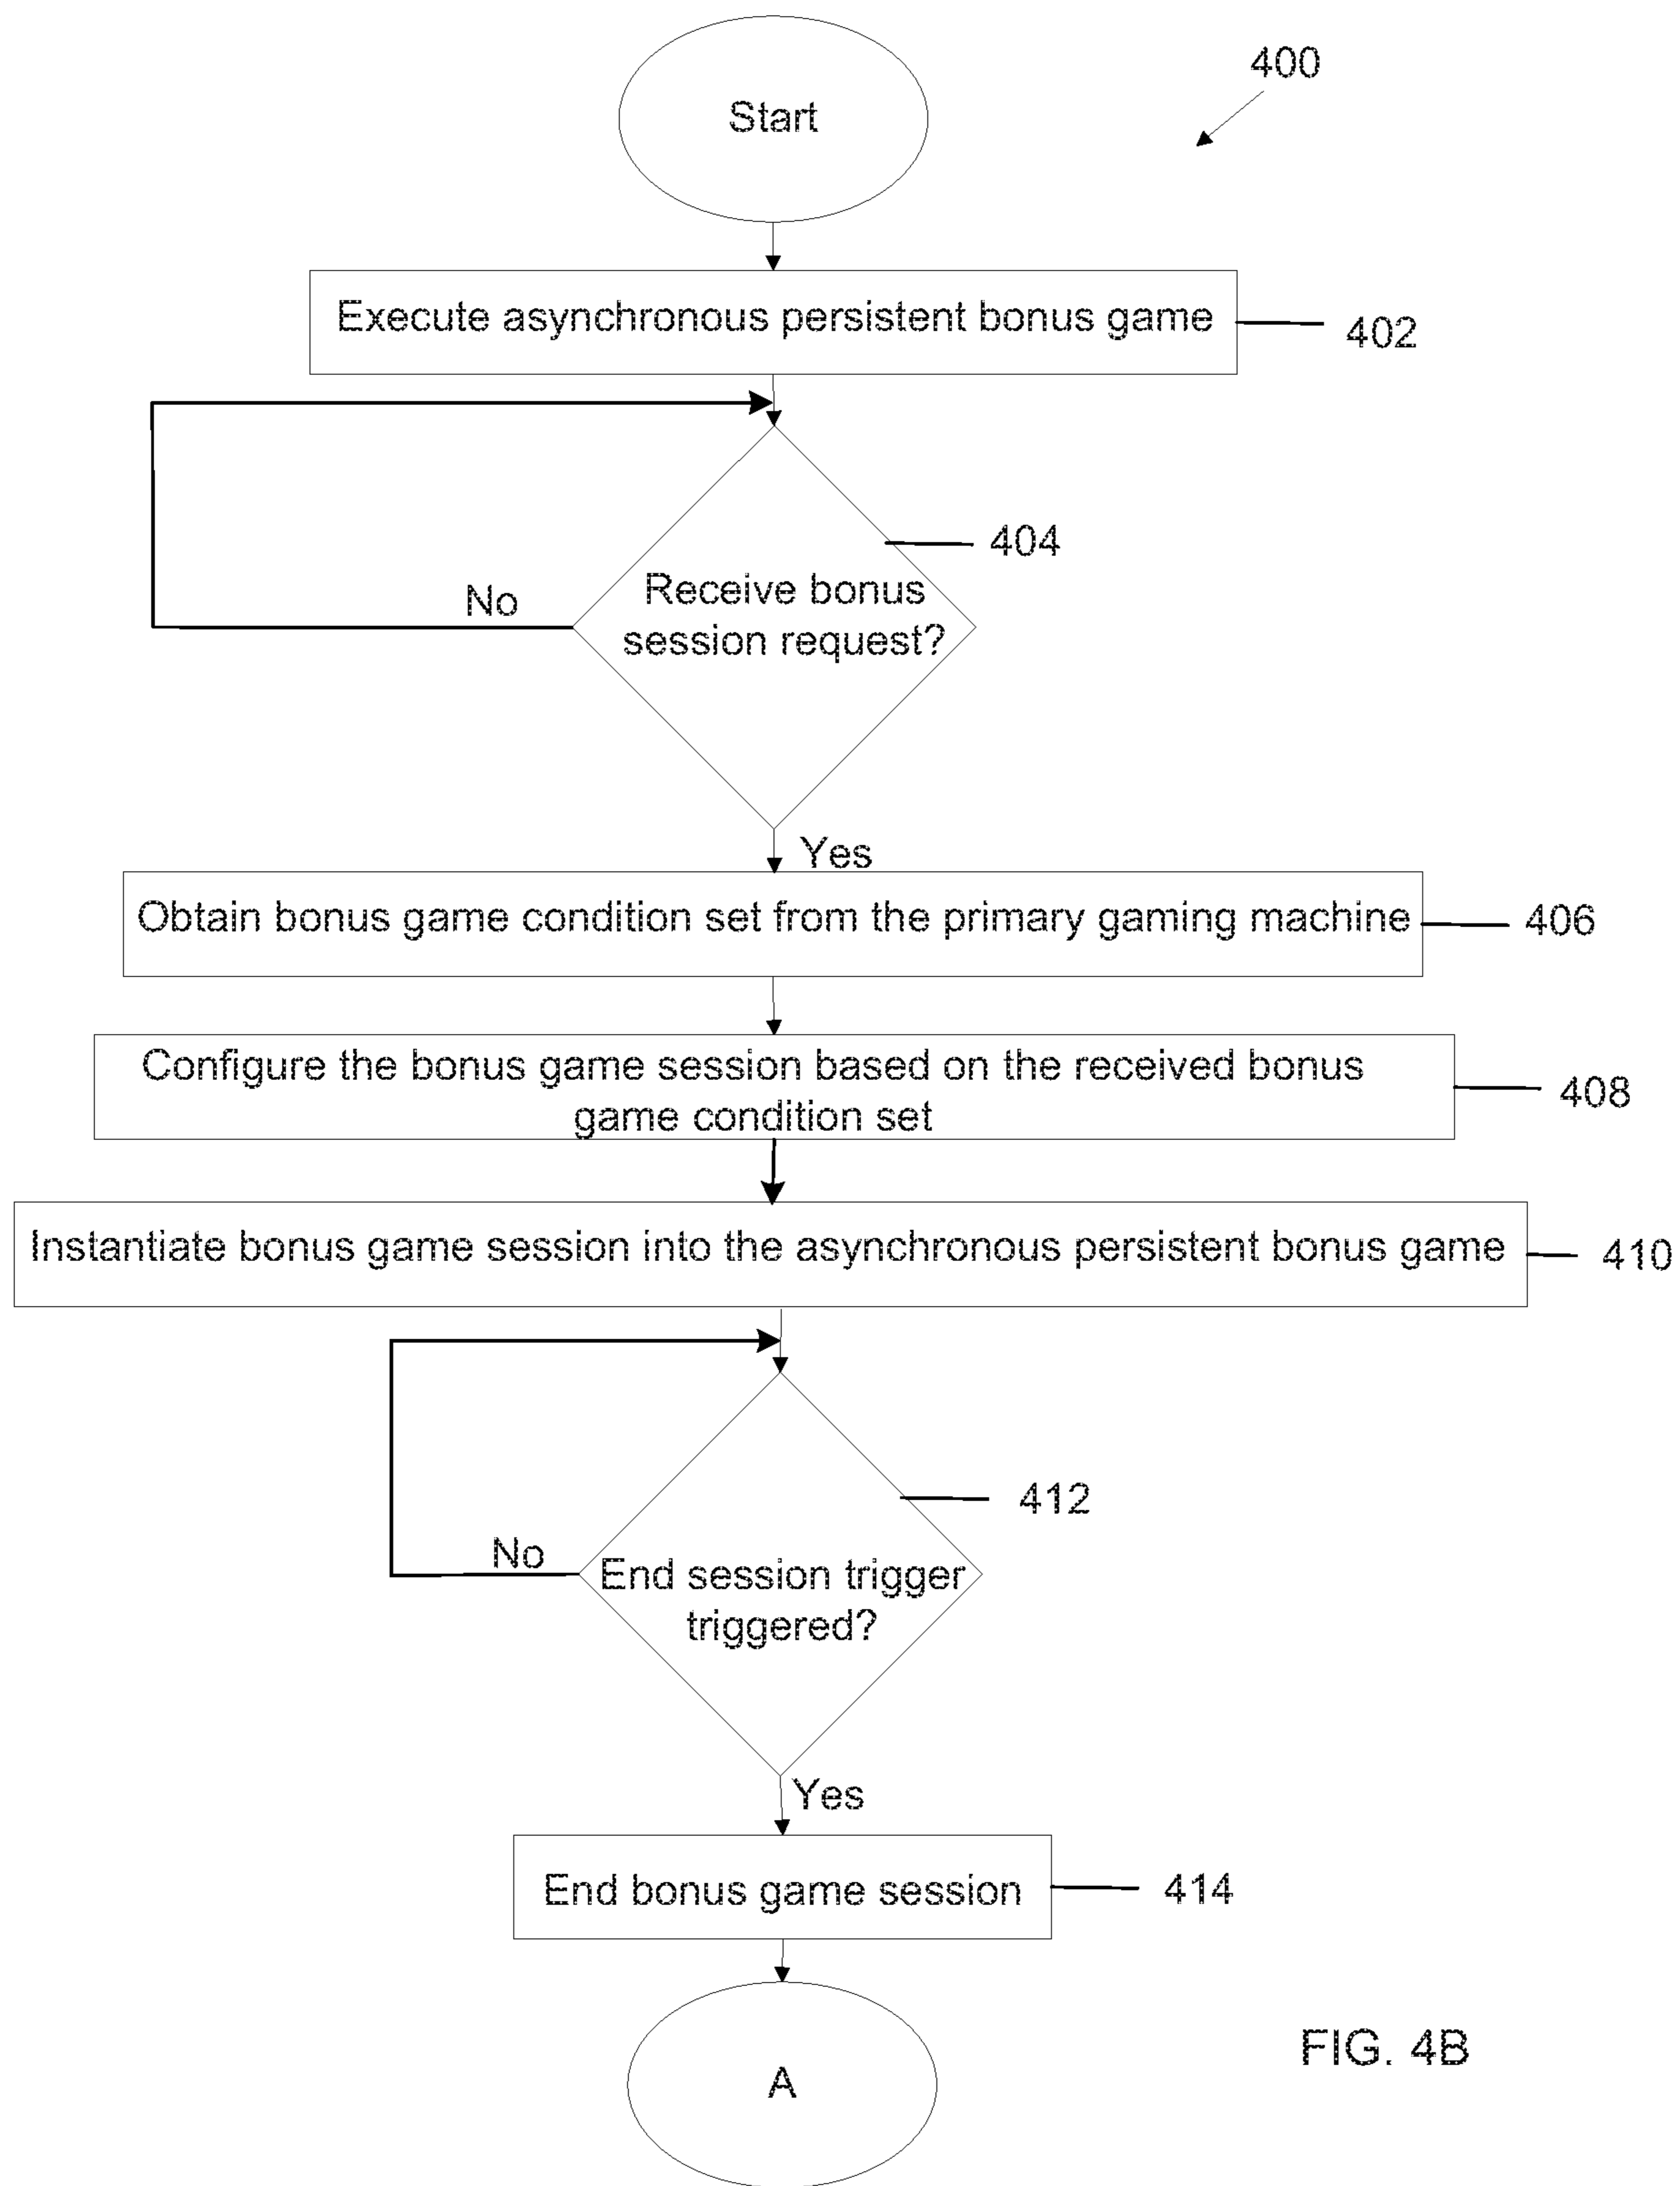 400
Start
Execute asynchronous persistent bonus game
402
404
Receive bonus
session request?
No
Yes
Obtain bonus game condition set from the primary gaming machine
406
Configure the bonus game session based on the received bonus
game condition set
408
Instantiate bonus game session into the asynchronous persistent bonus game
410
412
No
End session trigger
triggered?
Yes
End bonus game session
414
A
FIG. 4B